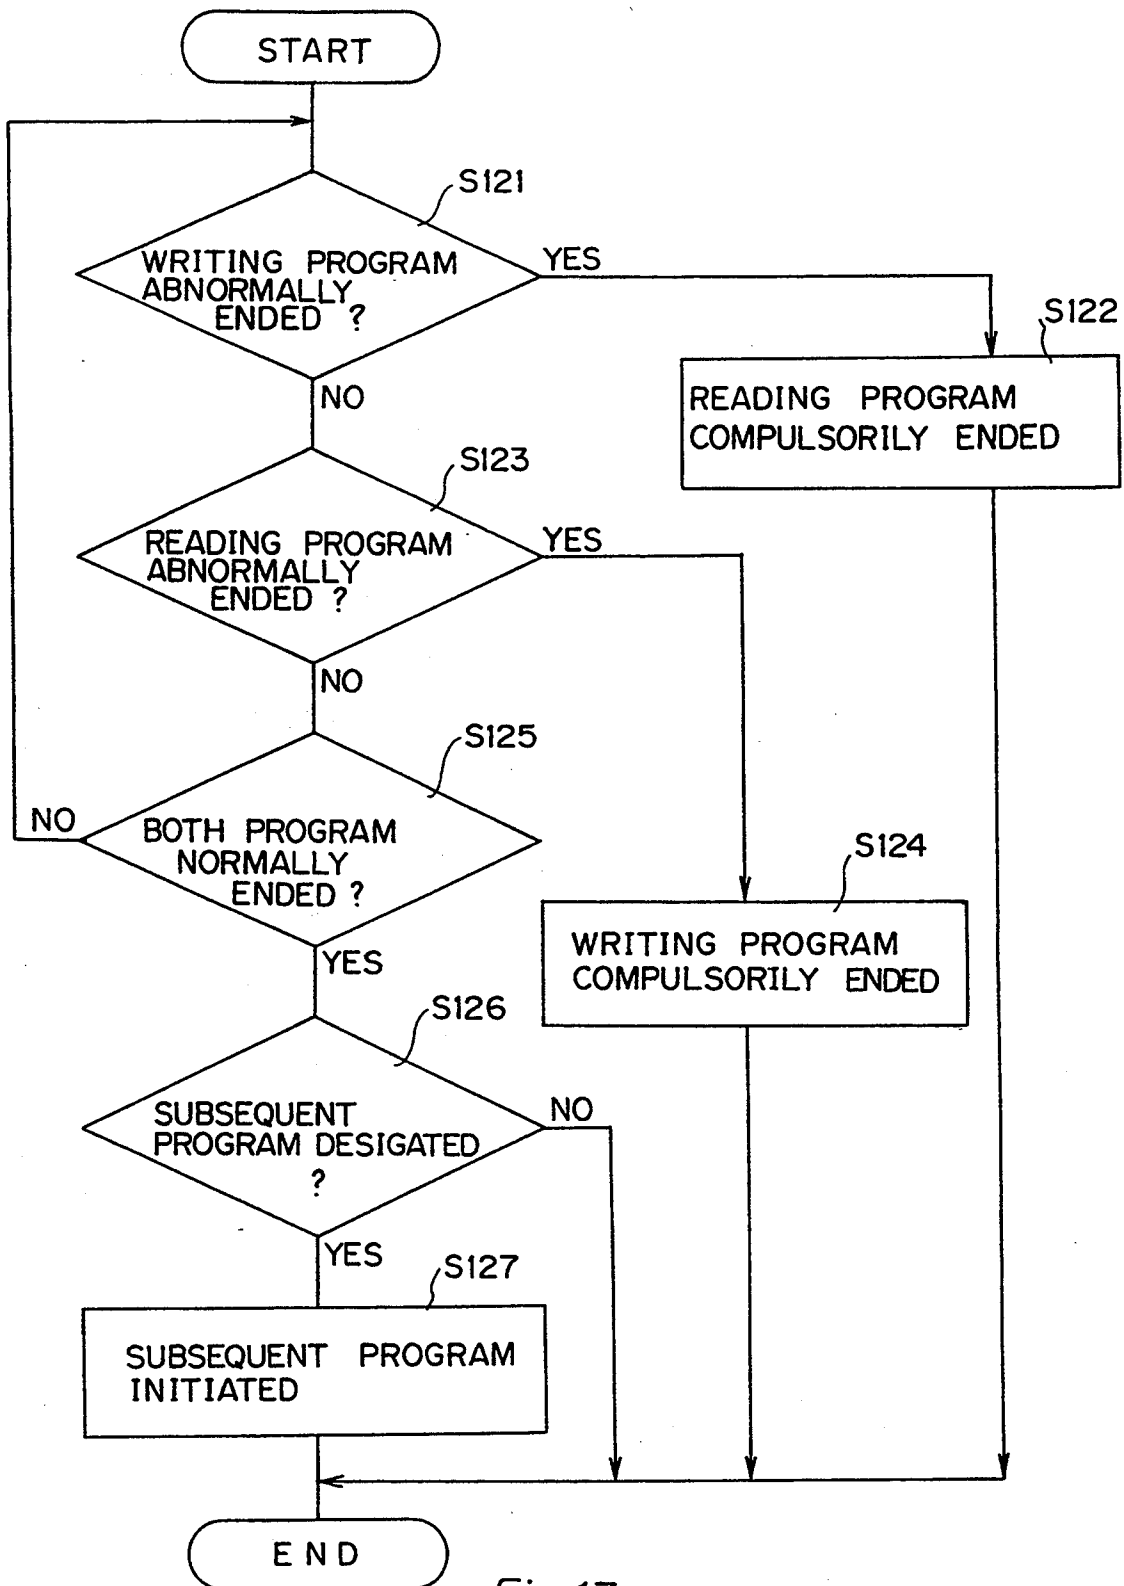 START
S121
WRITING PROGRAM
ABNORMALLY
ENDED ?
YES
S122
READING PROGRAM
COMPULSORILY ENDED
NO
S123
READING PROGRAM
ABNORMALLY
ENDED ?
YES
NO
S125
BOTH PROGRAM
NORMALLY
ENDED ?
NO
S124
WRITING PROGRAM
COMPULSORILY ENDED
YES
S126
SUBSEQUENT
PROGRAM DESIGATED
?
NO
YES
S127
SUBSEQUENT PROGRAM
INITIATED
END